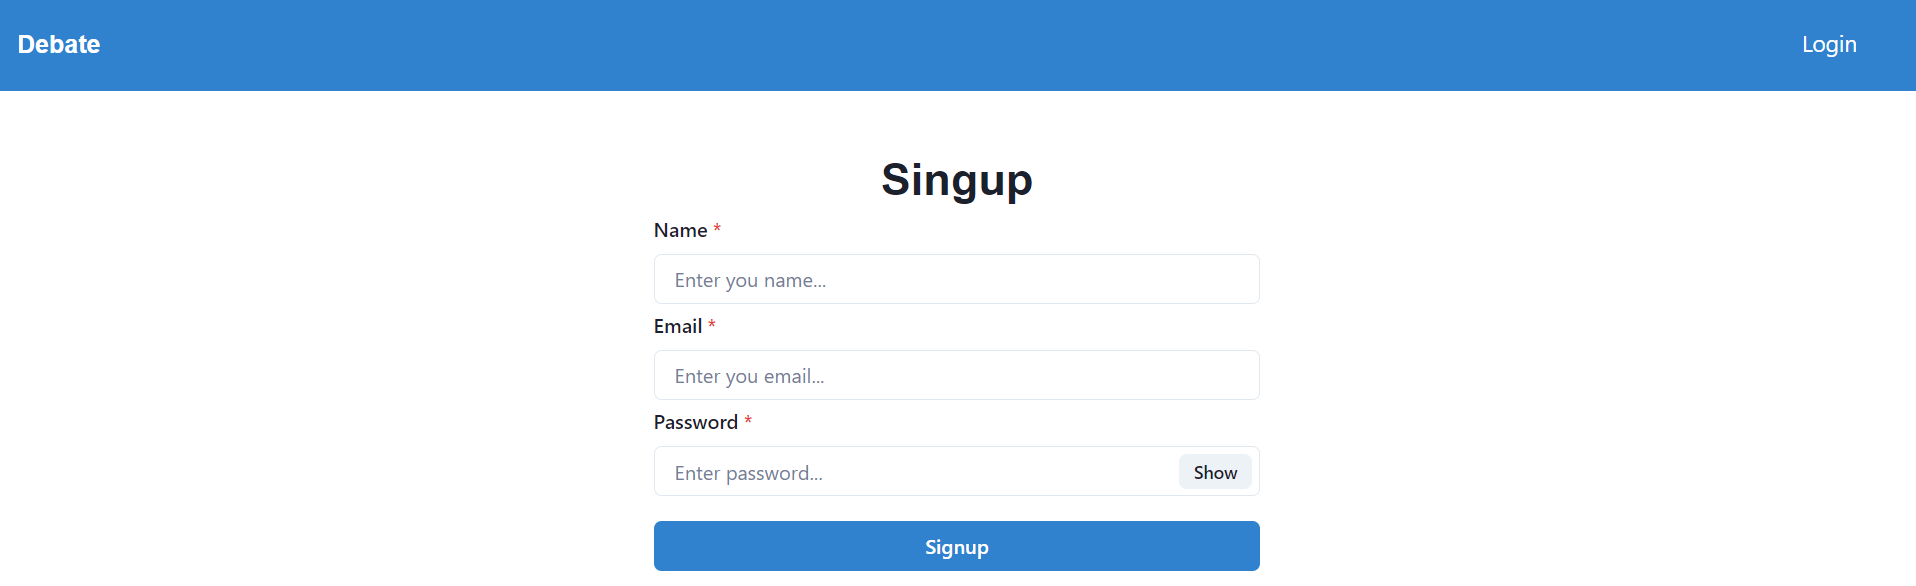 Debate
Login
Singup
Name *
Enter you name...
Email *
Enter you email...
Password *
Enter password...
Show
Signup